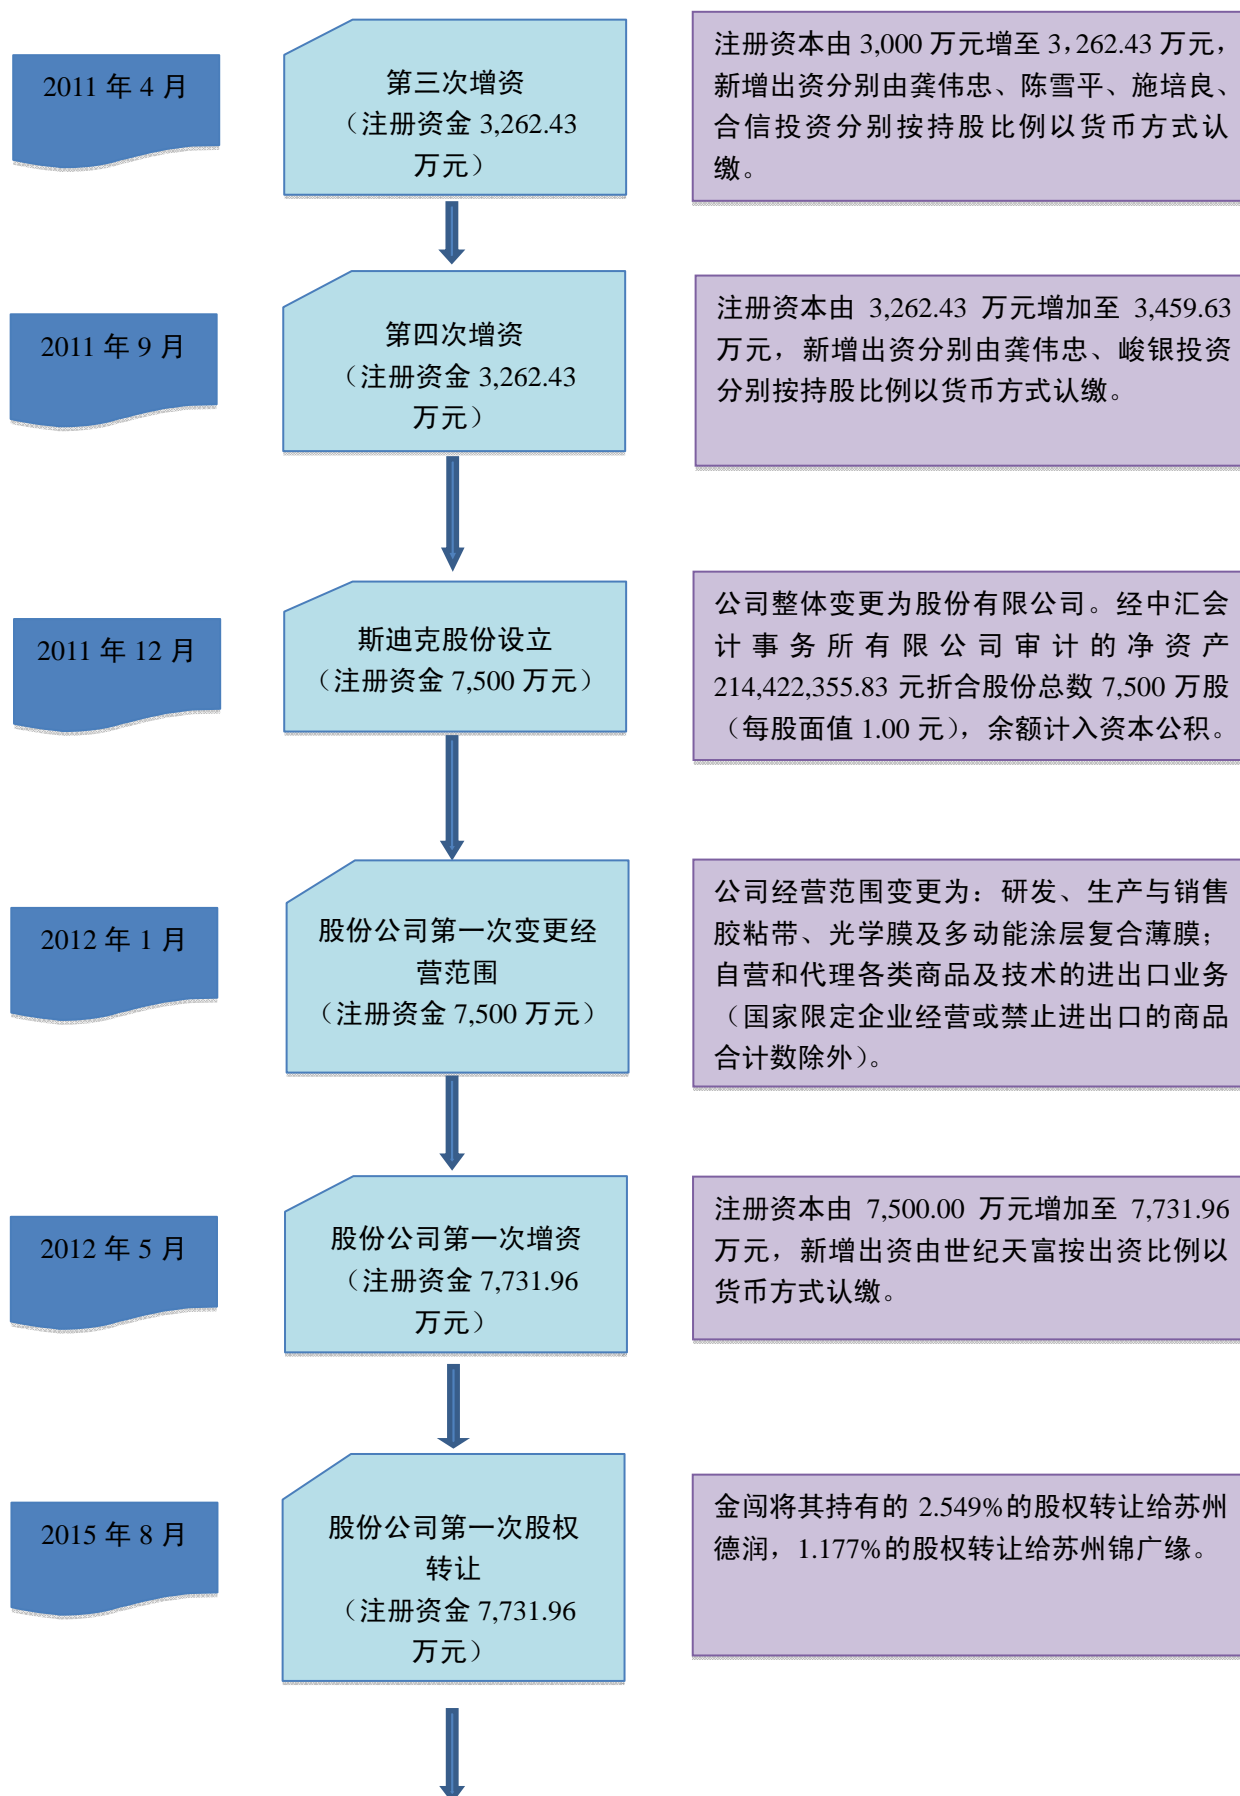 2011 年 4 月
第三次增资
（注册资金 3,262.43
万元）
注册资本由 3,000 万元增至 3,262.43 万元，
新增出资分别由龚伟忠、陈雪平、施培良、
合信投资分别按持股比例以货币方式认
缴。
2011 年 9 月
第四次增资
（注册资金 3,262.43
万元）
注册资本由 3,262.43 万元增加至 3,459.63
万元，新增出资分别由龚伟忠、峻银投资
分别按持股比例以货币方式认缴。
2011 年 12 月
斯迪克股份设立
（注册资金 7,500 万元）
公司整体变更为股份有限公司。经中汇会
计事务所有限公司审计的净资产
214,422,355.83 元折合股份总数 7,500 万股
（每股面值 1.00 元），余额计入资本公积。
2012 年 1 月
股份公司第一次变更经
营范围
（注册资金 7,500 万元）
公司经营范围变更为：研发、生产与销售
胶粘带、光学膜及多动能涂层复合薄膜；
自营和代理各类商品及技术的进出口业务
（国家限定企业经营或禁止进出口的商品
合计数除外）。
2012 年 5 月
股份公司第一次增资
（注册资金 7,731.96
万元）
注册资本由 7,500.00 万元增加至 7,731.96
万元，新增出资由世纪天富按出资比例以
货币方式认缴。
2015 年 8 月
股份公司第一次股权
转让
（注册资金 7,731.96
万元）
金闯将其持有的 2.549%的股权转让给苏州
德润，1.177%的股权转让给苏州锦广缘。